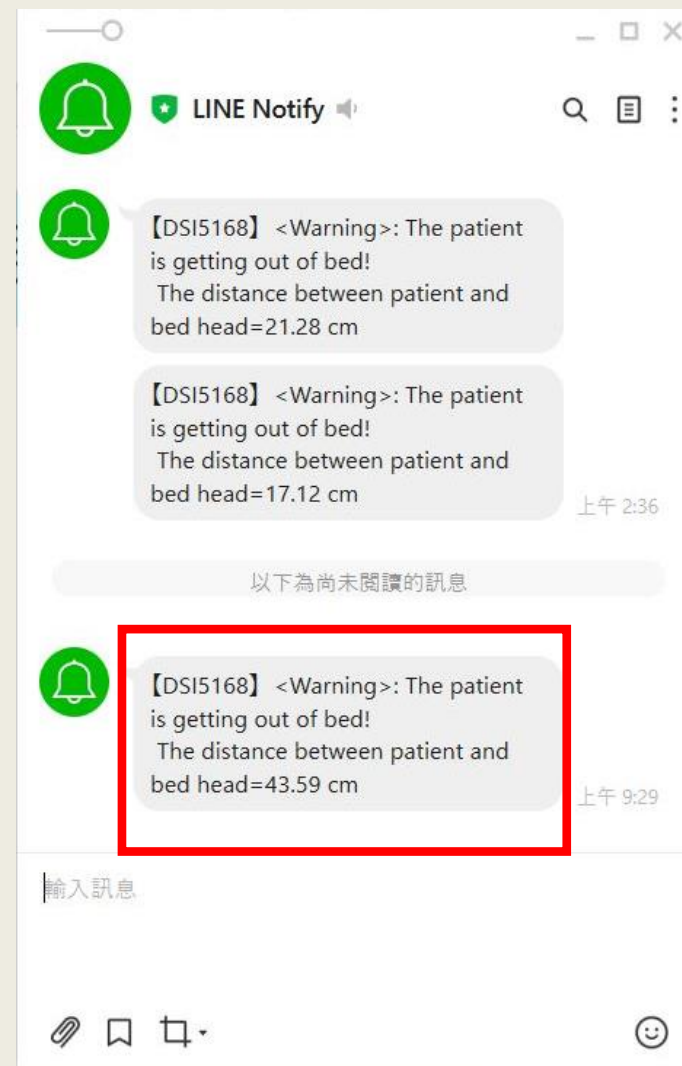 LINE Notify
【DSI5168】 <Warning>: The patient
is getting out of bed!
The distance between patient and
bed head=21.28 cm
【DSI5168】 <Warning>: The patient
is getting out of bed!
The distance between patient and
bed head=17.12 cm
上午 2:36
以下為尚未閱讀的訊息
【DSI5168】 <Warning>: The patient
is getting out of bed!
The distance between patient and
bed head=43.59 cm
上午 9:29
輸入訊息